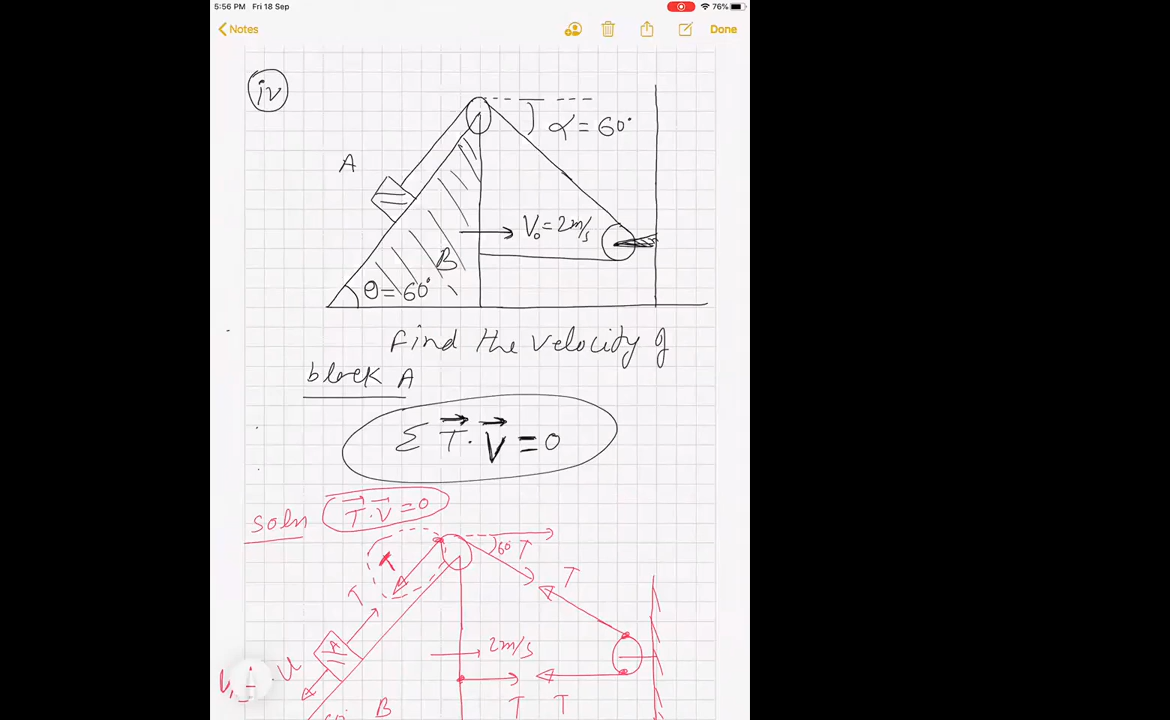 5:56 PM Fri 18 Sep
76%
Notes
Done
iv
α = 60°
A
V₀ = 2m/s
B
θ = 60°
Find the velocity of
block A
Σ T⃗ · V⃗ = 0
Soln T⃗ · V⃗ = 0
60° T
T
T
T
A
2m/s
u
B
T T